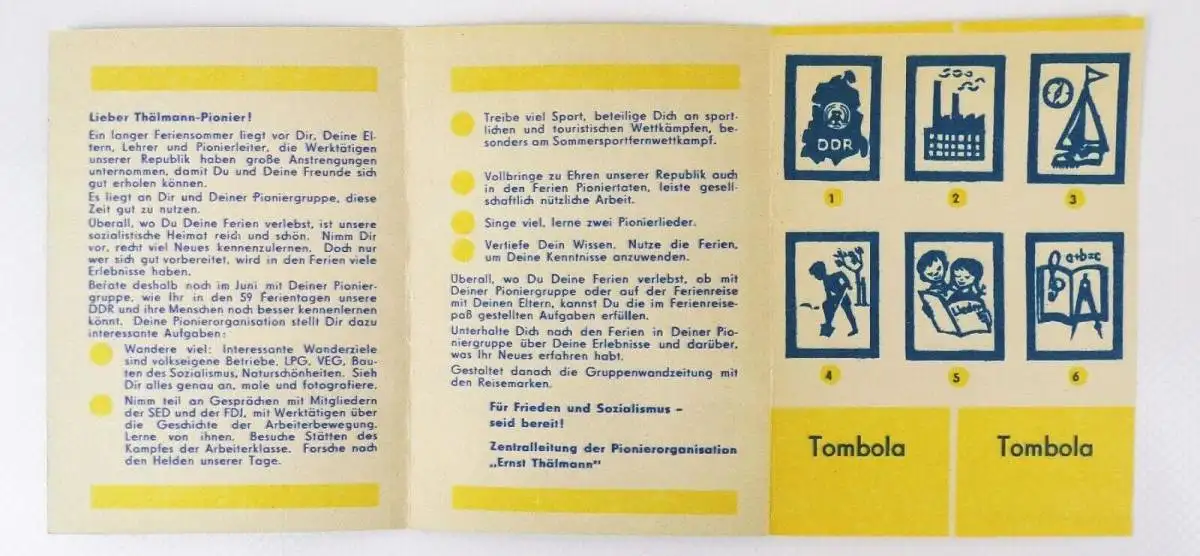 Lieber Thälmann-Pionier!
Ein langer Feriensommer liegt vor Dir, Deine El-
tern, Lehrer und Pionierleiter, die Werktätigen
unserer Republik haben große Anstrengungen
unternommen, damit Du und Deine Freunde sich
gut erholen können.
Es liegt an Dir und Deiner Pioniergruppe, diese
Zeit gut zu nutzen.
Überall, wo Du Deine Ferien verlebst, ist unsere
sozialistische Heimat reich und schön. Nimm Dir
vor, recht viel Neues kennenzulernen. Doch nur
wer sich gut vorbereitet, wird in den Ferien viele
Erlebnisse haben.
Berate deshalb noch im Juni mit Deiner Pionier-
gruppe, wie Ihr in den 59 Ferientagen unsere
DDR und ihre Menschen noch besser kennenlernen
könnt. Deine Pionierorganisation stellt Dir dazu
interessante Aufgaben:
Wandere viel: Interessante Wanderziele
sind volkseigene Betriebe, LPG, VEG, Bau-
ten des Sozialismus, Naturschönheiten. Sieh
Dir alles genau an, male und fotografiere.
Nimm teil an Gesprächen mit Mitgliedern
der SED und der FDJ, mit Werktätigen über
die Geschichte der Arbeiterbewegung.
Lerne von ihnen. Besuche Stätten des
Kampfes der Arbeiterklasse. Forsche nach
den Helden unserer Tage.
Treibe viel Sport, beteilige Dich an sport-
lichen und touristischen Wettkämpfen, be-
sonders am Sommersportfernwettkampf.
Vollbringe zu Ehren unserer Republik auch
in den Ferien Pioniertaten, leiste gesell-
schaftlich nützliche Arbeit.
Singe viel, lerne zwei Pionierlieder.
Vertiefe Dein Wissen. Nutze die Ferien,
um Deine Kenntnisse anzuwenden.
Überall, wo Du Deine Ferien verlebst, ob mit
Deiner Pioniergruppe oder auf der Ferienreise
mit Deinen Eltern, kannst Du die im Ferienreise-
paß gestellten Aufgaben erfüllen.
Unterhalte Dich nach den Ferien in Deiner Pio-
niergruppe über Deine Erlebnisse und darüber,
was Ihr Neues erfahren habt.
Gestaltet danach die Gruppenwandzeitung mit
den Reisemarken.
Für Frieden und Sozialismus –
seid bereit!
Zentralleitung der Pionierorganisation
„Ernst Thälmann"
DDR
1 2 3
a+b=c
Lieder
4 5 6
Tombola Tombola